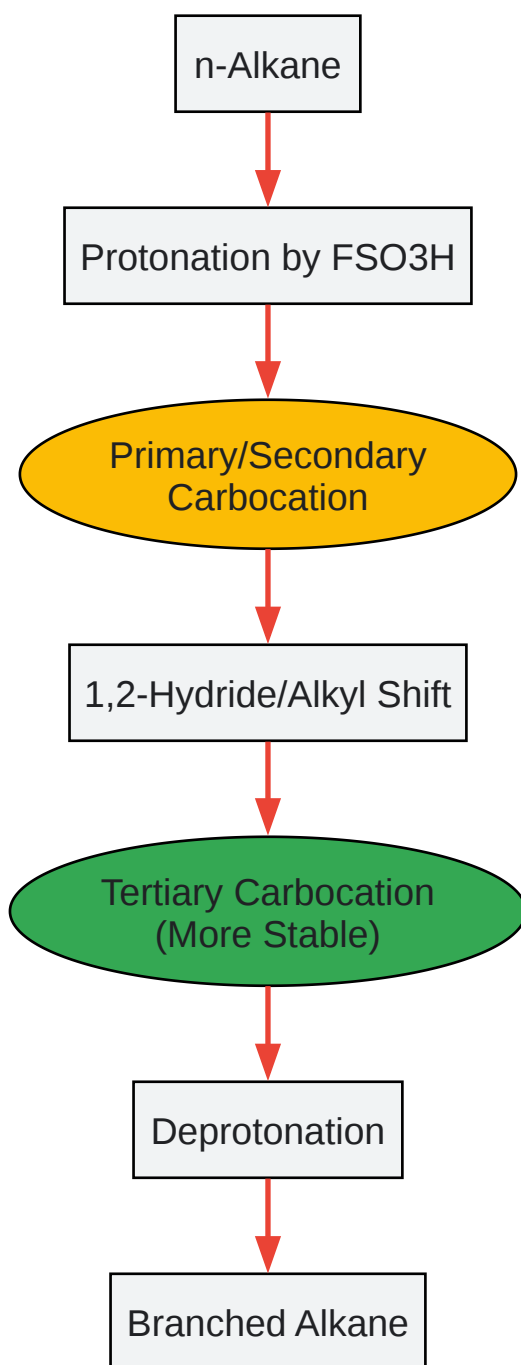 n-Alkane
Protonation by FSO3H
Primary/Secondary
Carbocation
1,2-Hydride/Alkyl Shift
Tertiary Carbocation
(More Stable)
Deprotonation
Branched Alkane